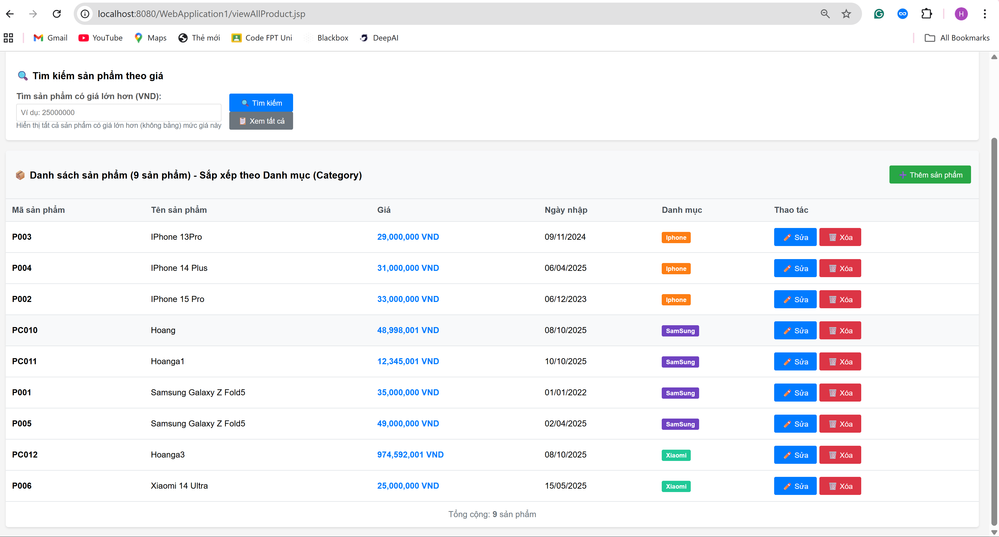 localhost:8080/WebApplication1/viewAllProduct.jsp
H
Gmail YouTube Maps Thẻ mới Code FPT Uni Blackbox DeepAI All Bookmarks
Tìm kiếm sản phẩm theo giá
Tìm sản phẩm có giá lớn hơn (VND):
Ví dụ: 25000000
Hiển thị tất cả sản phẩm có giá lớn hơn (không bằng) mức giá này
Tìm kiếm
Xem tất cả
Danh sách sản phẩm (9 sản phẩm) - Sắp xếp theo Danh mục (Category)
Thêm sản phẩm
Mã sản phẩm Tên sản phẩm Giá Ngày nhập Danh mục Thao tác
P003 IPhone 13Pro 29,000,000 VND 09/11/2024 Iphone Sửa Xóa
P004 IPhone 14 Plus 31,000,000 VND 06/04/2025 Iphone Sửa Xóa
P002 IPhone 15 Pro 33,000,000 VND 06/12/2023 Iphone Sửa Xóa
PC010 Hoang 48,998,001 VND 08/10/2025 SamSung Sửa Xóa
PC011 Hoanga1 12,345,001 VND 10/10/2025 SamSung Sửa Xóa
P001 Samsung Galaxy Z Fold5 35,000,000 VND 01/01/2022 SamSung Sửa Xóa
P005 Samsung Galaxy Z Fold5 49,000,000 VND 02/04/2025 SamSung Sửa Xóa
PC012 Hoanga3 974,592,001 VND 08/10/2025 Xiaomi Sửa Xóa
P006 Xiaomi 14 Ultra 25,000,000 VND 15/05/2025 Xiaomi Sửa Xóa
Tổng cộng: 9 sản phẩm